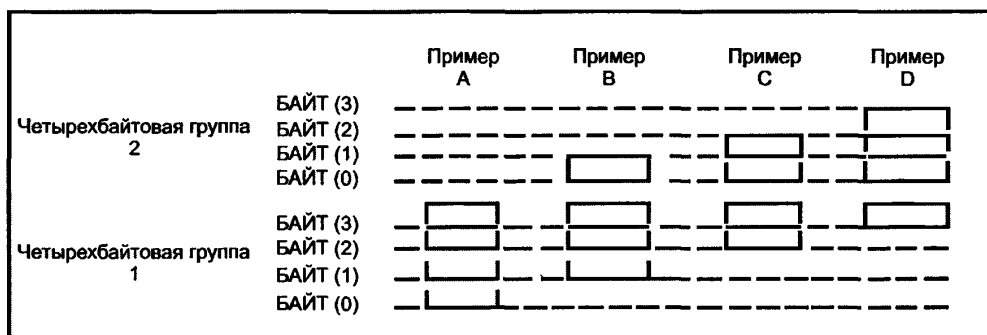 Пример Пример Пример Пример
A B C D
БАЙТ (3)
Четырехбайтовая группа БАЙТ (2)
2 БАЙТ (1)
БАЙТ (0)
БАЙТ (3)
Четырехбайтовая группа БАЙТ (2)
1 БАЙТ (1)
БАЙТ (0)